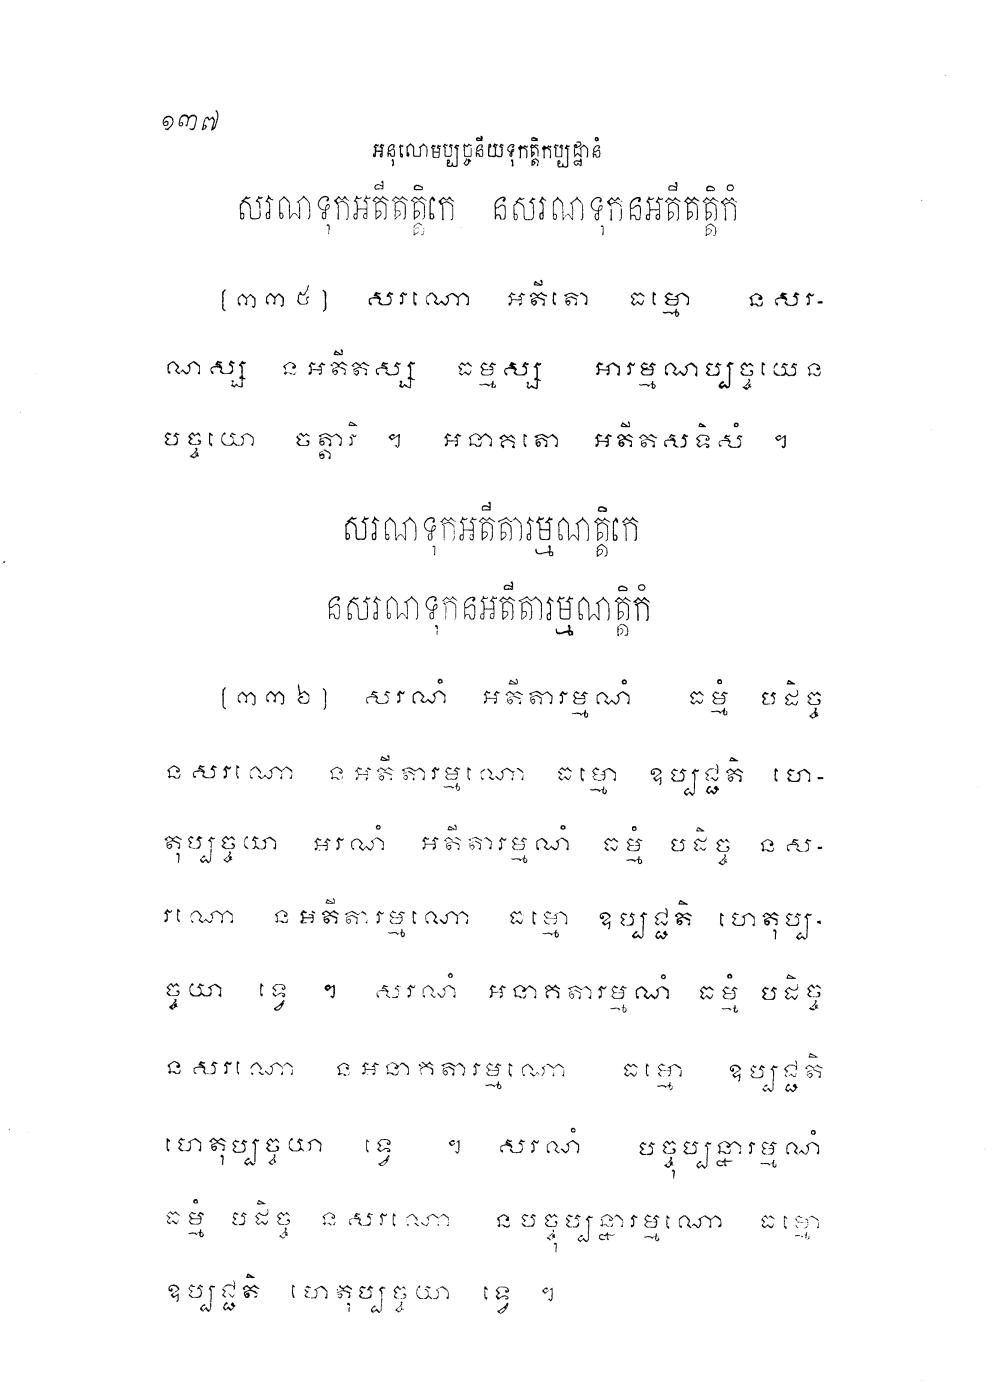 ១៣៧
អនុលោមប្បច្ចនីយទុកត្តិកប្បដ្ឋានំ
សរណទុកអតីតត្តិកេ នសរណទុកនអតីតត្តិកំ
[៣៣៥] សរណោ អតីតោ ធម្មោ នសរ-
ណស្ស នអតីតស្ស ធម្មស្ស អារម្មណប្បច្ចយេន
បច្ចយោ ចត្តារិ ។ អនាគតោ អតីតសទិសំ ។
សរណទុកអតីតារម្មណត្តិកេ
នសរណទុកនអតីតារម្មណត្តិកំ
[៣៣៦] សរណំ អតីតារម្មណំ ធម្មំ បដិច្ច
នសរណោ នអតីតារម្មណោ ធម្មោ ឧប្បជ្ជតិ ហេ-
តុប្បច្ចយា អរណំ អតីតារម្មណំ ធម្មំ បដិច្ច នស-
រណោ នអតីតារម្មណោ ធម្មោ ឧប្បជ្ជតិ ហេតុប្ប-
ច្ចយា ទ្វេ ។ សរណំ អនាគតារម្មណំ ធម្មំ បដិច្ច
នសរណោ នអនាគតារម្មណោ ធម្មោ ឧប្បជ្ជតិ
ហេតុប្បច្ចយា ទ្វេ ។ សរណំ បច្ចុប្បន្នារម្មណំ
ធម្មំ បដិច្ច នសរណោ នបច្ចុប្បន្នារម្មណោ ធម្មោ
ឧប្បជ្ជតិ ហេតុប្បច្ចយា ទ្វេ ។